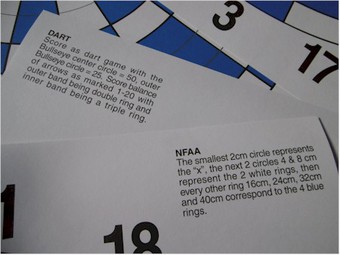 3
17
DART
Score as dart game with the
Bullseye center circle = 50, outer
Bullseye circle = 25. Score balance
of arrows as marked 1-20 with
outer band being double ring and
inner band being a triple ring.
NFAA
The smallest 2cm circle represents
the "x", the next 2 circles 4 & 8 cm
represent the 2 white rings, then
every other ring 16cm, 24cm, 32cm
and 40cm correspond to the 4 blue
rings.
1
18